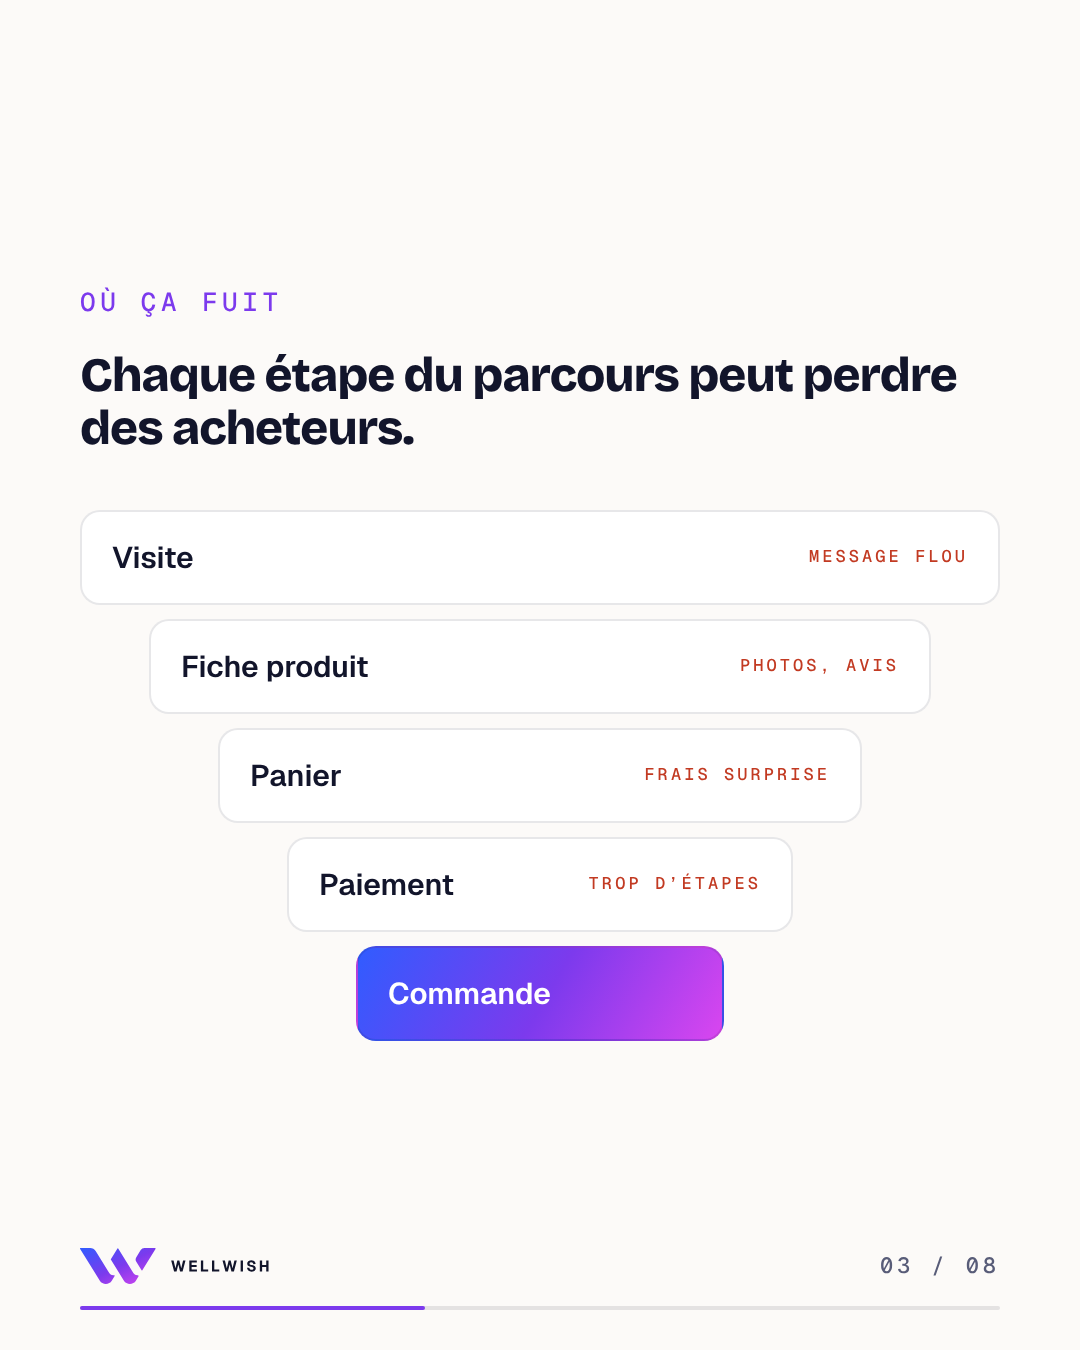 OÙ ÇA FUIT
Chaque étape du parcours peut perdre
des acheteurs.
Visite
MESSAGE FLOU
Fiche produit
PHOTOS, AVIS
Panier
FRAIS SURPRISE
Paiement
TROP D’ÉTAPES
Commande
WELLWISH
03 / 08